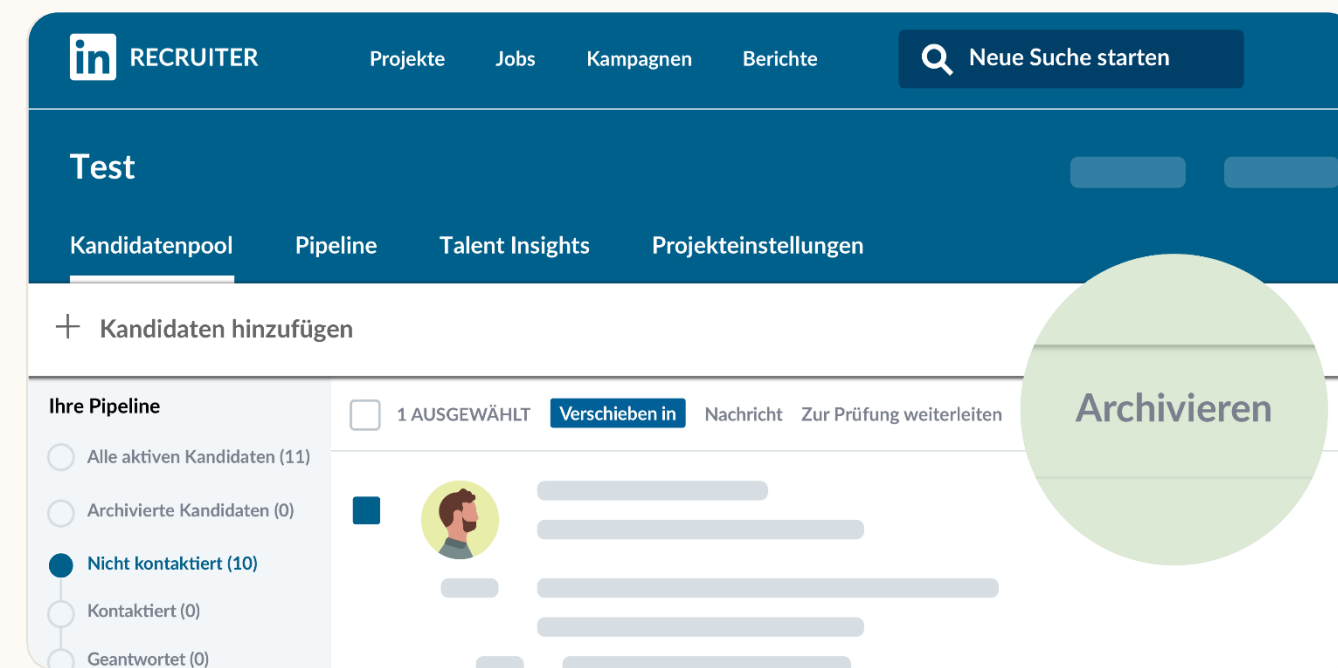 in RECRUITER Projekte Jobs Kampagnen Berichte Neue Suche starten
Test
Kandidatenpool Pipeline Talent Insights Projekteinstellungen
+ Kandidaten hinzufügen
Ihre Pipeline
1 AUSGEWÄHLT Verschieben in Nachricht Zur Prüfung weiterleiten Archivieren
Alle aktiven Kandidaten (11)
Archivierte Kandidaten (0)
Nicht kontaktiert (10)
Kontaktiert (0)
Geantwortet (0)